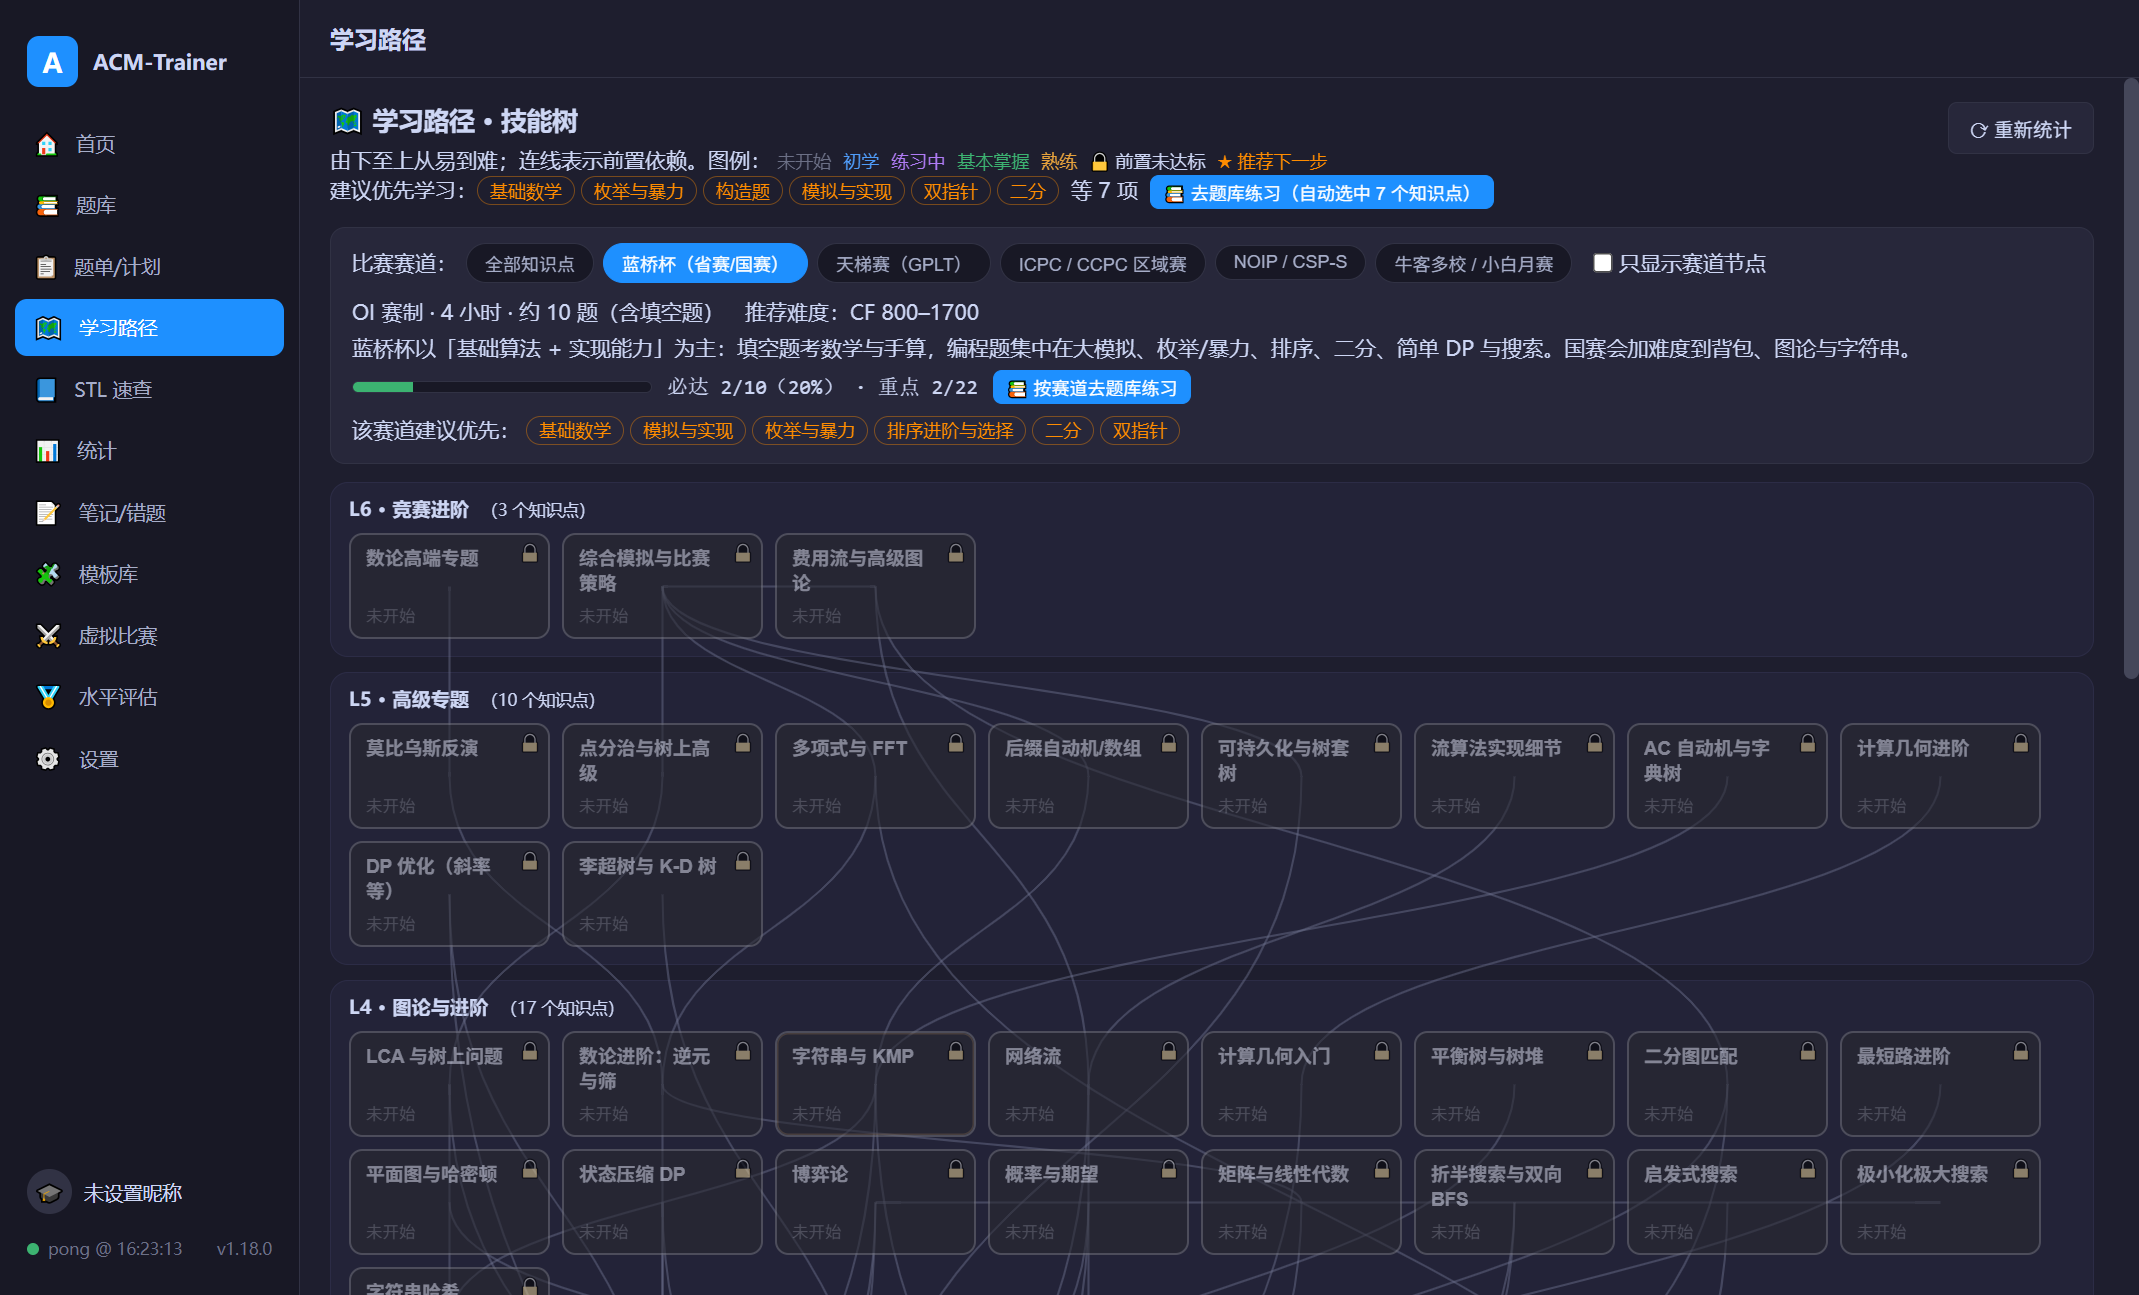 A ACM-Trainer
首页
题库
题单/计划
学习路径
STL 速查
统计
笔记/错题
模板库
虚拟比赛
水平评估
设置
未设置昵称
pong @ 16:23:13 v1.18.0
学习路径
学习路径 • 技能树
重新统计
由下至上从易到难；连线表示前置依赖。图例： 未开始 初学 练习中 基本掌握 熟练 前置未达标 ★ 推荐下一步
建议优先学习： 基础数学 枚举与暴力 构造题 模拟与实现 双指针 二分 等 7 项 去题库练习（自动选中 7 个知识点）
比赛赛道： 全部知识点 蓝桥杯（省赛/国赛） 天梯赛（GPLT） ICPC / CCPC 区域赛 NOIP / CSP-S 牛客多校 / 小白月赛 只显示赛道节点
OI 赛制 · 4 小时 · 约 10 题（含填空题） 推荐难度：CF 800–1700
蓝桥杯以「基础算法 + 实现能力」为主：填空题考数学与手算，编程题集中在大模拟、枚举/暴力、排序、二分、简单 DP 与搜索。国赛会加难度到背包、图论与字符串。
必达 2/10（20%） · 重点 2/22 按赛道去题库练习
该赛道建议优先： 基础数学 模拟与实现 枚举与暴力 排序进阶与选择 二分 双指针
L6 • 竞赛进阶 (3 个知识点)
数论高端专题
未开始
综合模拟与比赛
策略
未开始
费用流与高级图
论
未开始
L5 • 高级专题 (10 个知识点)
莫比乌斯反演
未开始
点分治与树上高
级
未开始
多项式与 FFT
未开始
后缀自动机/数组
未开始
可持久化与树套
树
未开始
流算法实现细节
未开始
AC 自动机与字
典树
未开始
计算几何进阶
未开始
DP 优化（斜率
等）
未开始
李超树与 K-D 树
未开始
L4 • 图论与进阶 (17 个知识点)
LCA 与树上问题
未开始
数论进阶：逆元
与筛
未开始
字符串与 KMP
未开始
网络流
未开始
计算几何入门
未开始
平衡树与树堆
未开始
二分图匹配
未开始
最短路进阶
未开始
平面图与哈密顿
未开始
状态压缩 DP
未开始
博弈论
未开始
概率与期望
未开始
矩阵与线性代数
未开始
折半搜索与双向
BFS
未开始
启发式搜索
未开始
极小化极大搜索
未开始
字符串哈希